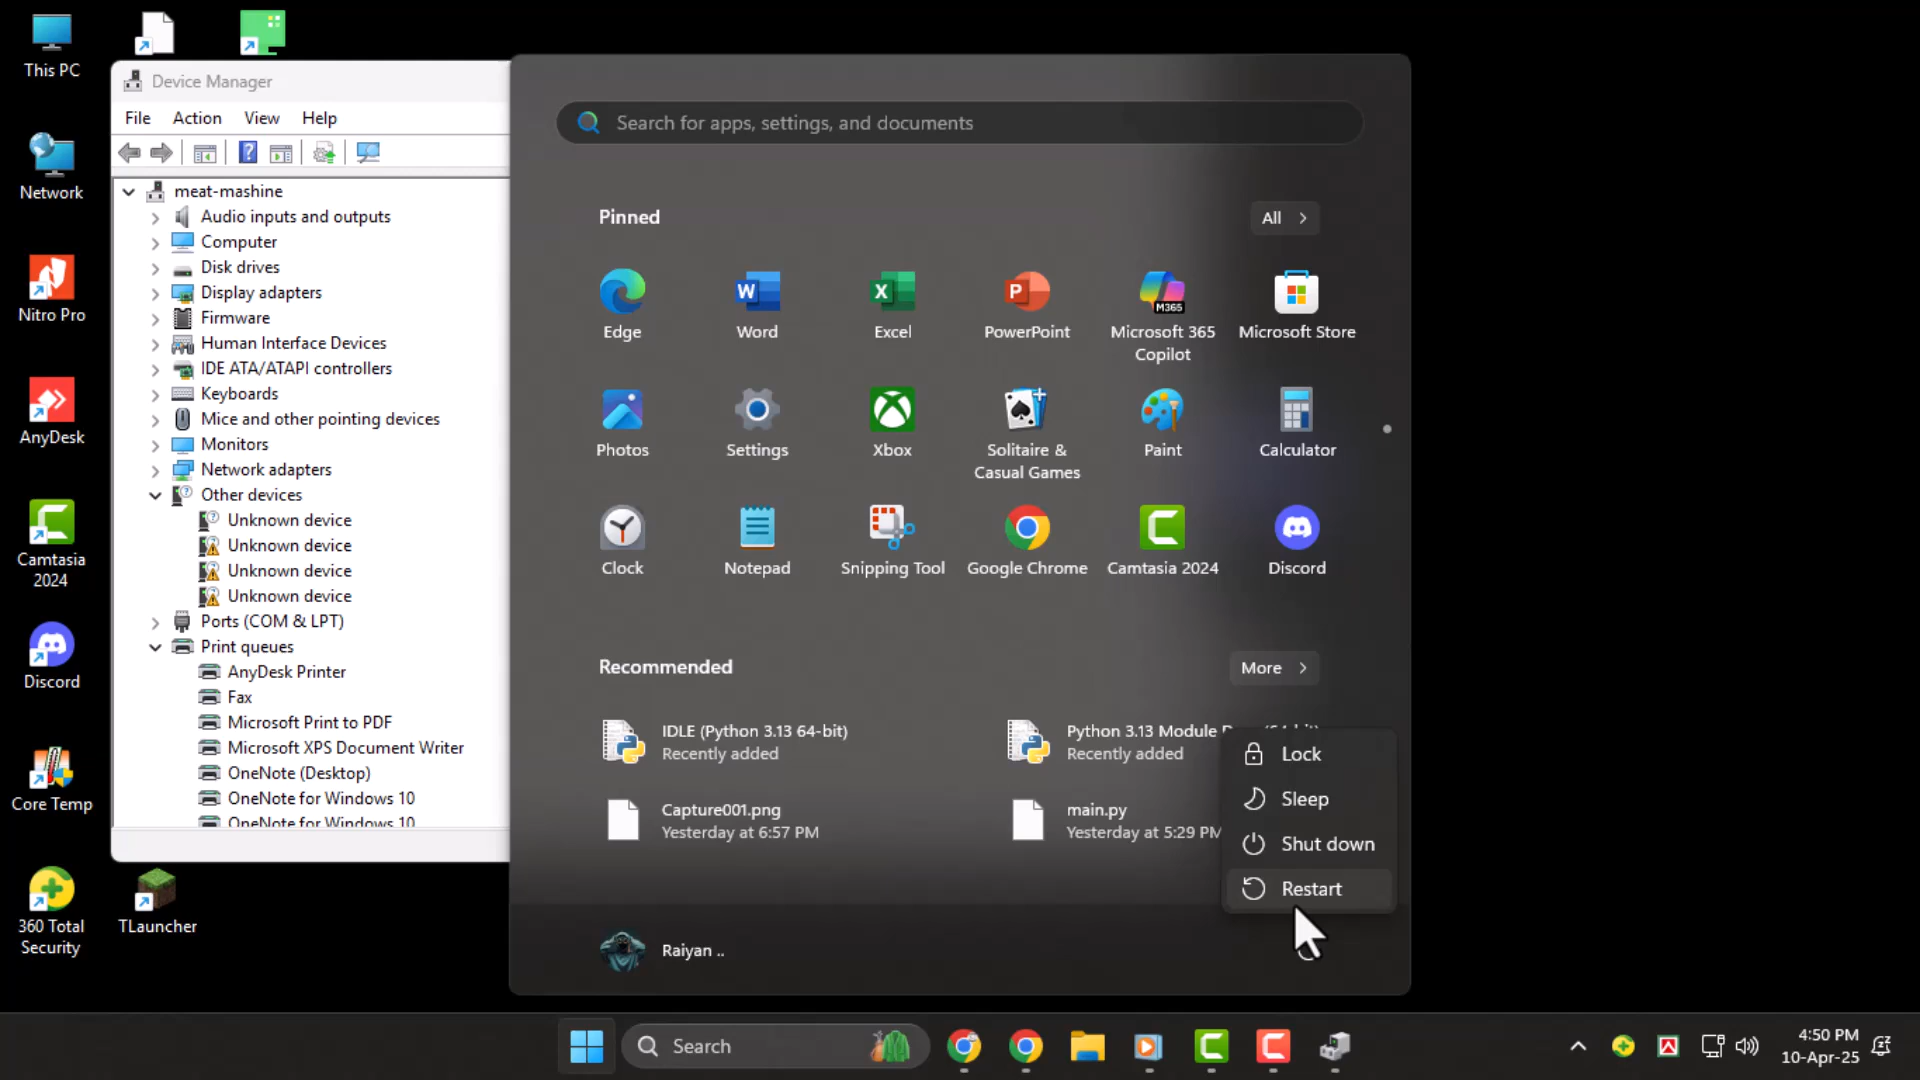 This PC
Network
Nitro Pro
AnyDesk
Camtasia
2024
Discord
Core Temp
360 Total
Security
TLauncher
Device Manager
File Action View Help
meat-mashine
Audio inputs and outputs
Computer
Disk drives
Display adapters
Firmware
Human Interface Devices
IDE ATA/ATAPI controllers
Keyboards
Mice and other pointing devices
Monitors
Network adapters
Other devices
Unknown device
Unknown device
Unknown device
Unknown device
Ports (COM & LPT)
Print queues
AnyDesk Printer
Fax
Microsoft Print to PDF
Microsoft XPS Document Writer
OneNote (Desktop)
OneNote for Windows 10
OneNote for Windows 10
Search for apps, settings, and documents
Pinned
All
Edge
Word
Excel
PowerPoint
M365
Microsoft 365
Copilot
Microsoft Store
Photos
Settings
Xbox
Solitaire &
Casual Games
Paint
Calculator
Clock
Notepad
Snipping Tool
Google Chrome
Camtasia 2024
Discord
Recommended
More
IDLE (Python 3.13 64-bit)
Recently added
Python 3.13 Module
Recently added
Capture001.png
Yesterday at 6:57 PM
main.py
Yesterday at 5:29 PM
Lock
Sleep
Shut down
Restart
Raiyan ..
Search
4:50 PM
10-Apr-25